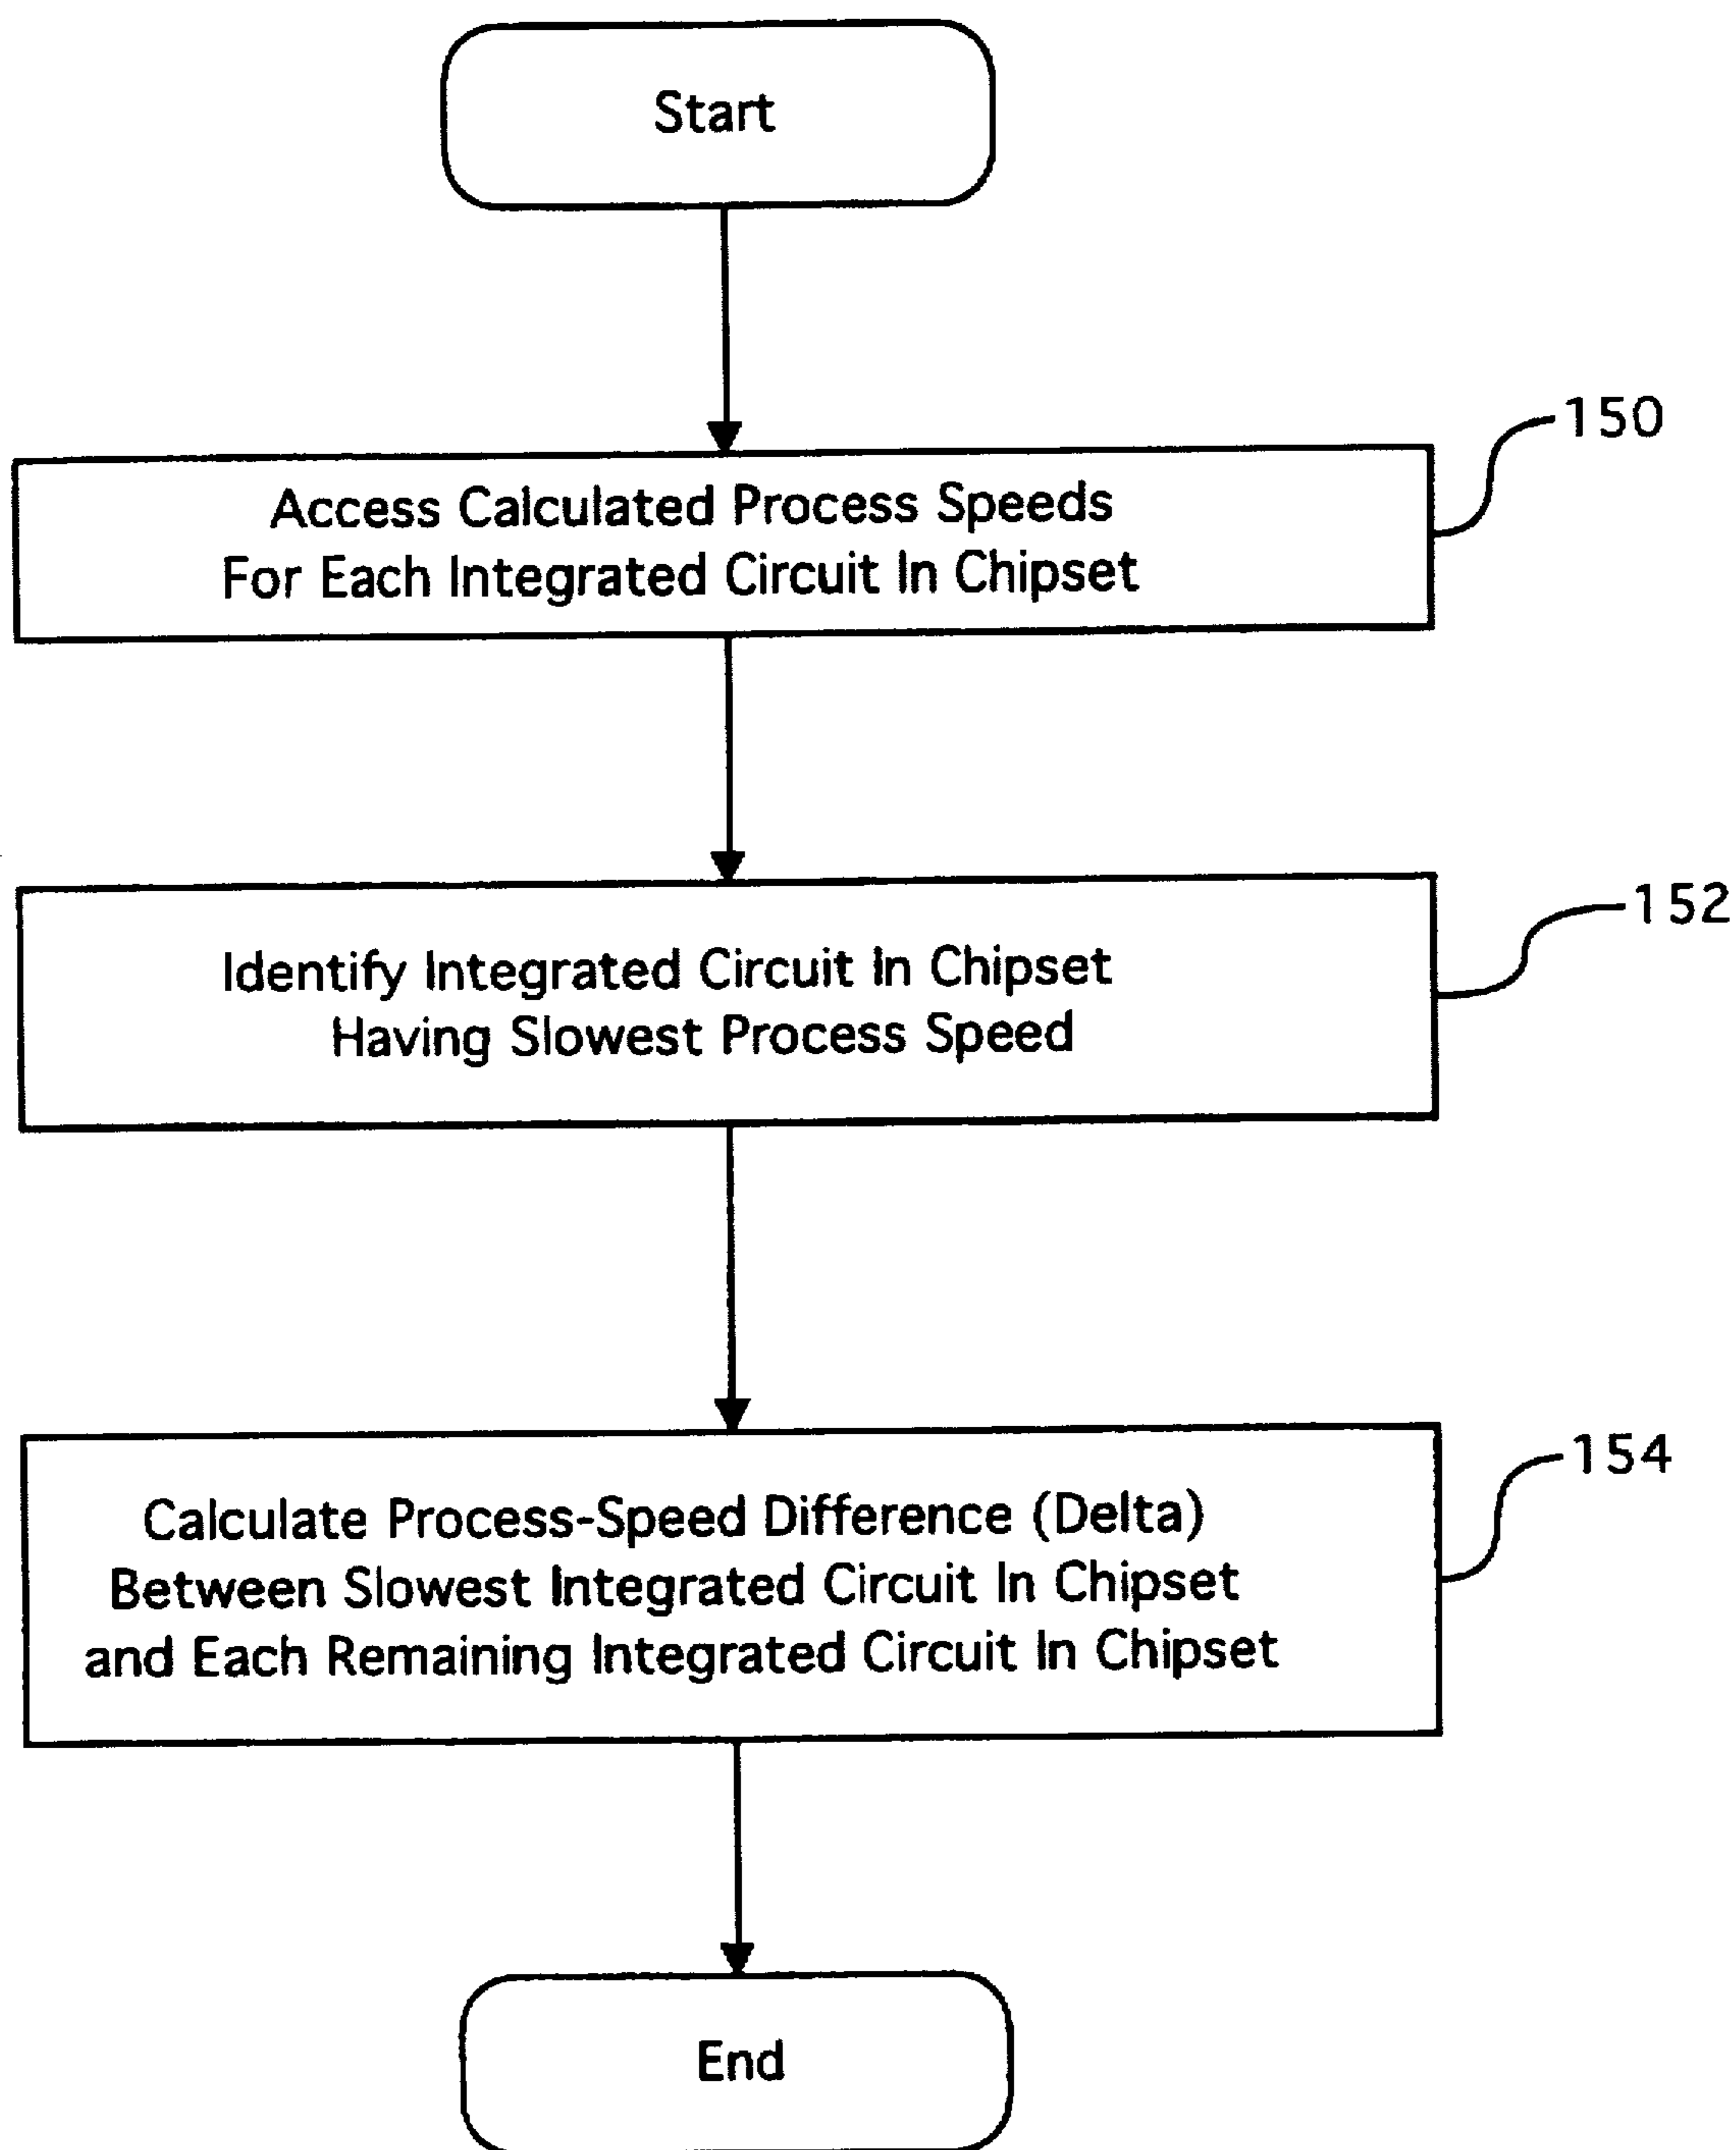 Start
150
Access Calculated Process Speeds
For Each Integrated Circuit In Chipset
152
Identify Integrated Circuit In Chipset
Having Slowest Process Speed
154
Calculate Process-Speed Difference (Delta)
Between Slowest Integrated Circuit In Chipset
and Each Remaining Integrated Circuit In Chipset
End